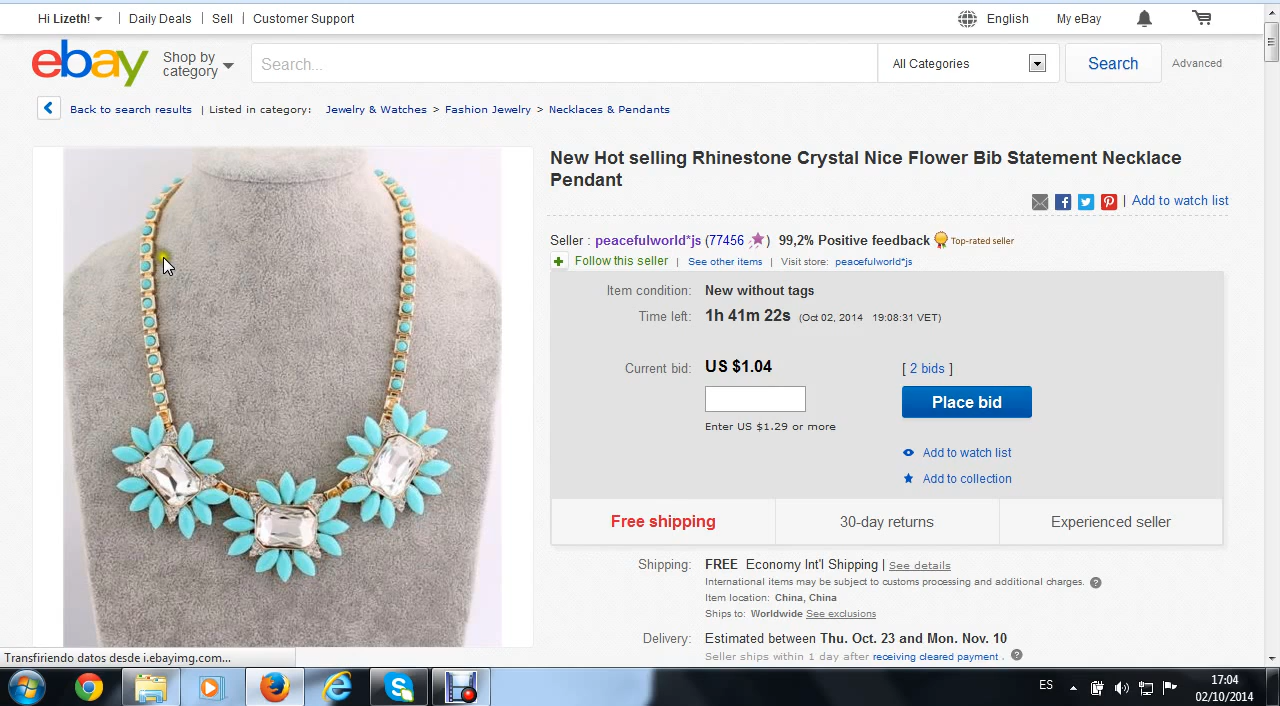 Hi Lizeth! | Daily Deals | Sell | Customer Support English My eBay
ebay Shop by category Search... All Categories Search Advanced
Back to search results | Listed in category: Jewelry & Watches > Fashion Jewelry > Necklaces & Pendants
New Hot selling Rhinestone Crystal Nice Flower Bib Statement Necklace
Pendant
| Add to watch list
Seller : peacefulworld*js (77456 ) 99,2% Positive feedback Top-rated seller
Follow this seller | See other items | Visit store: peacefulworld*js
Item condition: New without tags
Time left: 1h 41m 22s (Oct 02, 2014 19:08:31 VET)
Current bid: US $1.04 [ 2 bids ]
Place bid
Enter US $1.29 or more
Add to watch list
Add to collection
Free shipping 30-day returns Experienced seller
Shipping: FREE Economy Int'l Shipping | See details
International items may be subject to customs processing and additional charges. ?
Item location: China, China
Ships to: Worldwide See exclusions
Delivery: Estimated between Thu. Oct. 23 and Mon. Nov. 10
Seller ships within 1 day after receiving cleared payment . ?
Transfiriendo datos desde i.ebayimg.com...
ES 17:04
02/10/2014